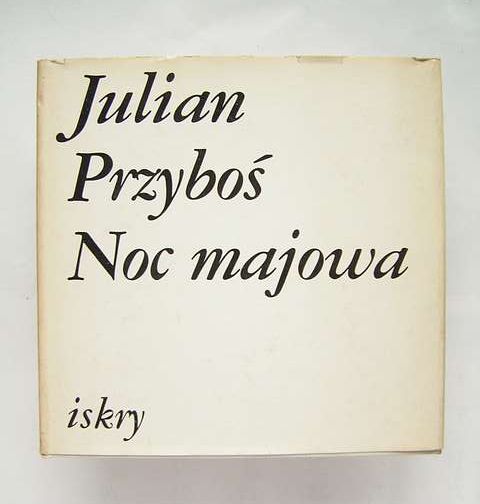 Julian
Przyboś
Noc majowa
iskry